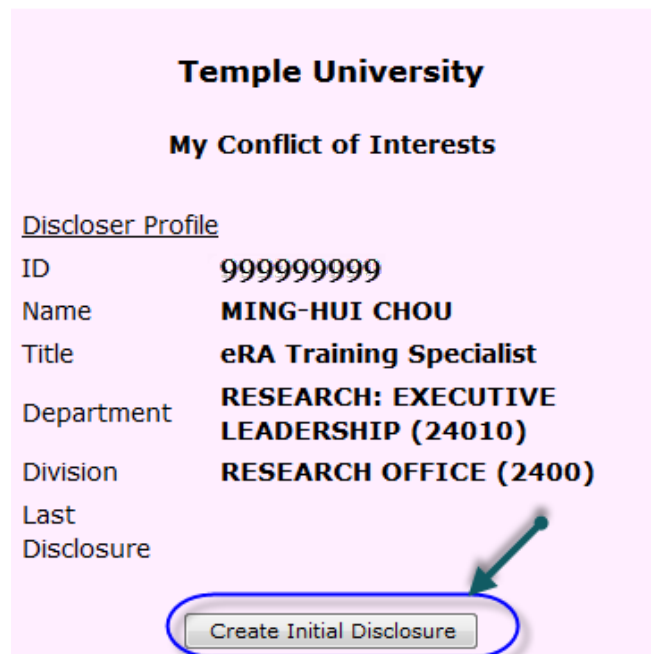 Temple University
My Conflict of Interests
Discloser Profile
ID 999999999
Name MING-HUI CHOU
Title eRA Training Specialist
Department RESEARCH: EXECUTIVE
LEADERSHIP (24010)
Division RESEARCH OFFICE (2400)
Last
Disclosure
Create Initial Disclosure